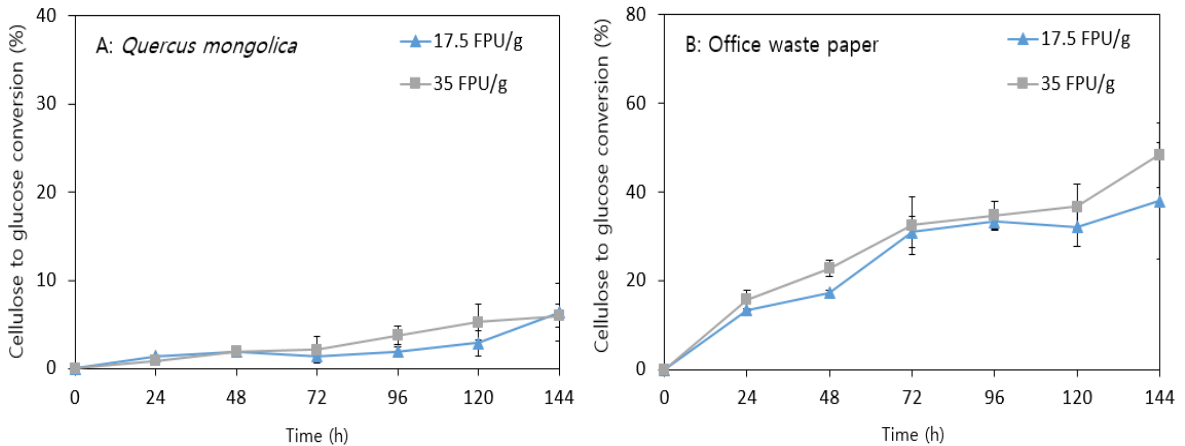 Cellulose to glucose conversion (%)
40
30
20
10
0
A: Quercus mongolica
17.5 FPU/g
35 FPU/g
0 24 48 72 96 120 144
Time (h)
Cellulose to glucose conversion (%)
80
60
40
20
0
B: Office waste paper
17.5 FPU/g
35 FPU/g
0 24 48 72 96 120 144
Time (h)